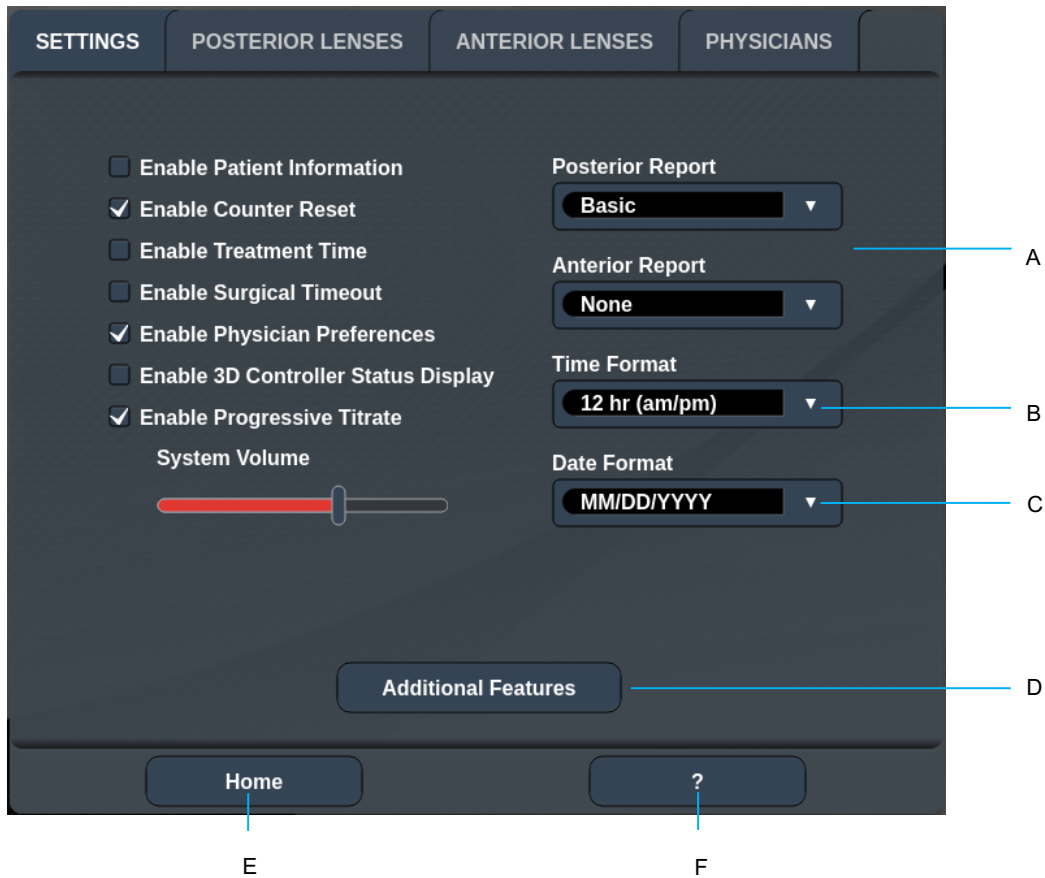 SETTINGS
POSTERIOR LENSES
ANTERIOR LENSES
PHYSICIANS
Enable Patient Information
Enable Counter Reset
Enable Treatment Time
Enable Surgical Timeout
Enable Physician Preferences
Enable 3D Controller Status Display
Enable Progressive Titrate
System Volume
Posterior Report
Basic
A
Anterior Report
None
Time Format
12 hr (am/pm)
B
Date Format
MM/DD/YYYY
C
Additional Features
D
Home
?
E
F